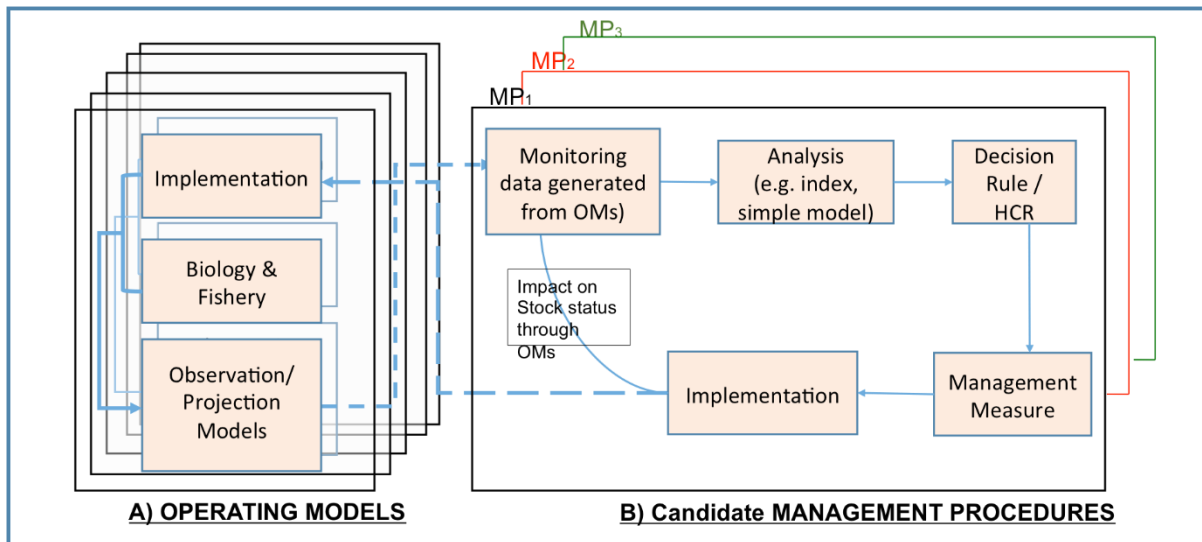 MP3
MP2
MP1
Implementation
Biology &
Fishery
Observation/
Projection
Models
A) OPERATING MODELS
Monitoring
data generated
from OMs)
Analysis
(e.g. index,
simple model)
Decision
Rule /
HCR
Impact on
Stock status
through
OMs
Implementation
Management
Measure
B) Candidate MANAGEMENT PROCEDURES